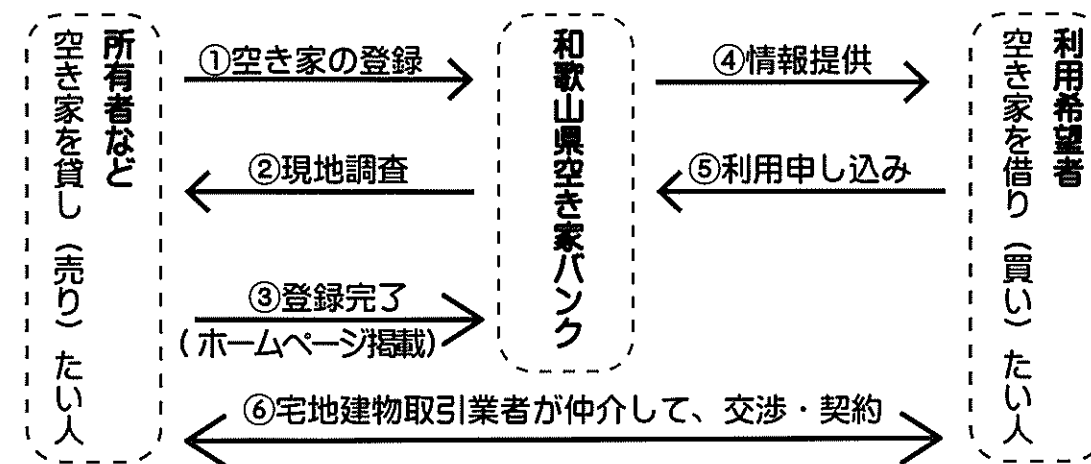 所有者など
空き家を貸し（売り）たい人
①空き家の登録
②現地調査
③登録完了
（ホームページ掲載）
和歌山県空き家バンク
④情報提供
⑤利用申し込み
利用希望者
空き家を借り（買い）たい人
⑥宅地建物取引業者が仲介して、交渉・契約